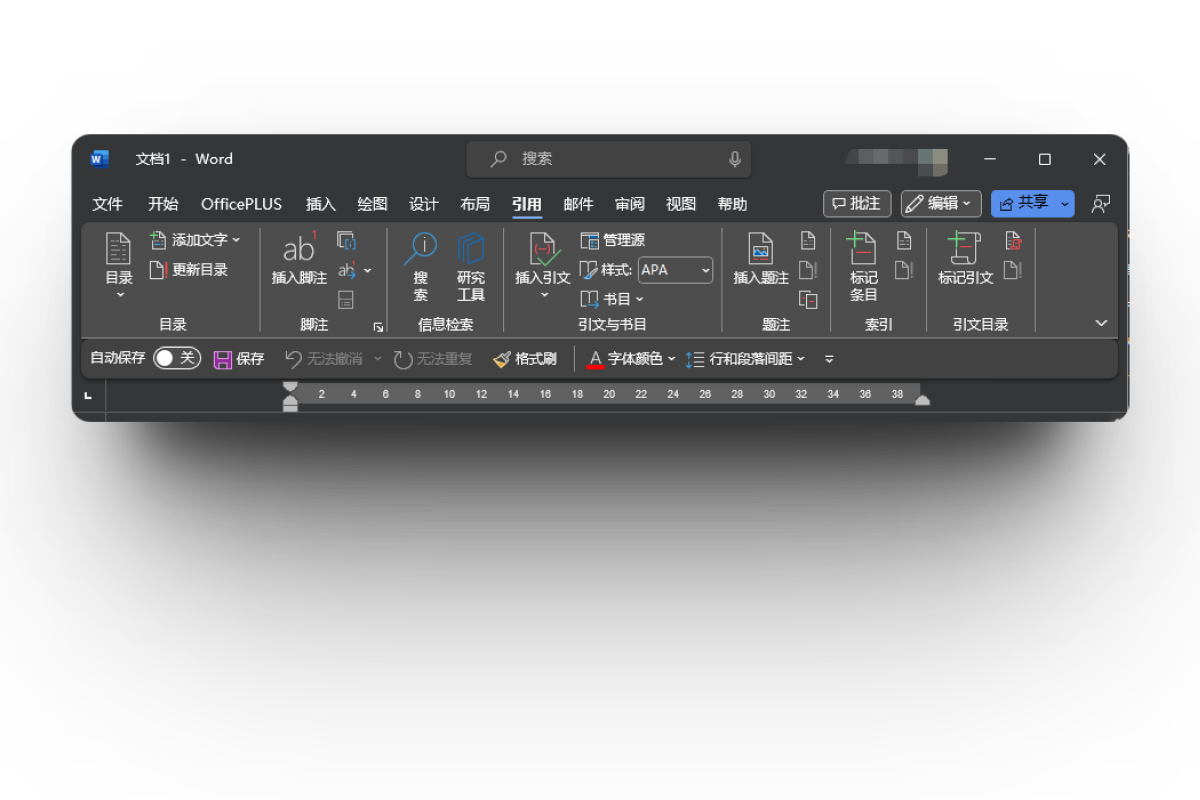 文档1 - Word
搜索
文件 开始 OfficePLUS 插入 绘图 设计 布局 引用 邮件 审阅 视图 帮助 批注 编辑 共享
目录
添加文字
更新目录
目录
ab1
插入脚注
ab
脚注
搜索
研究工具
信息检索
插入引文
管理源
样式: APA
书目
引文与书目
插入题注
题注
标记条目
索引
标记引文
引文目录
自动保存 关 保存 无法撤消 无法重复 格式刷 A 字体颜色 行和段落间距
2 4 6 8 10 12 14 16 18 20 22 24 26 28 30 32 34 36 38